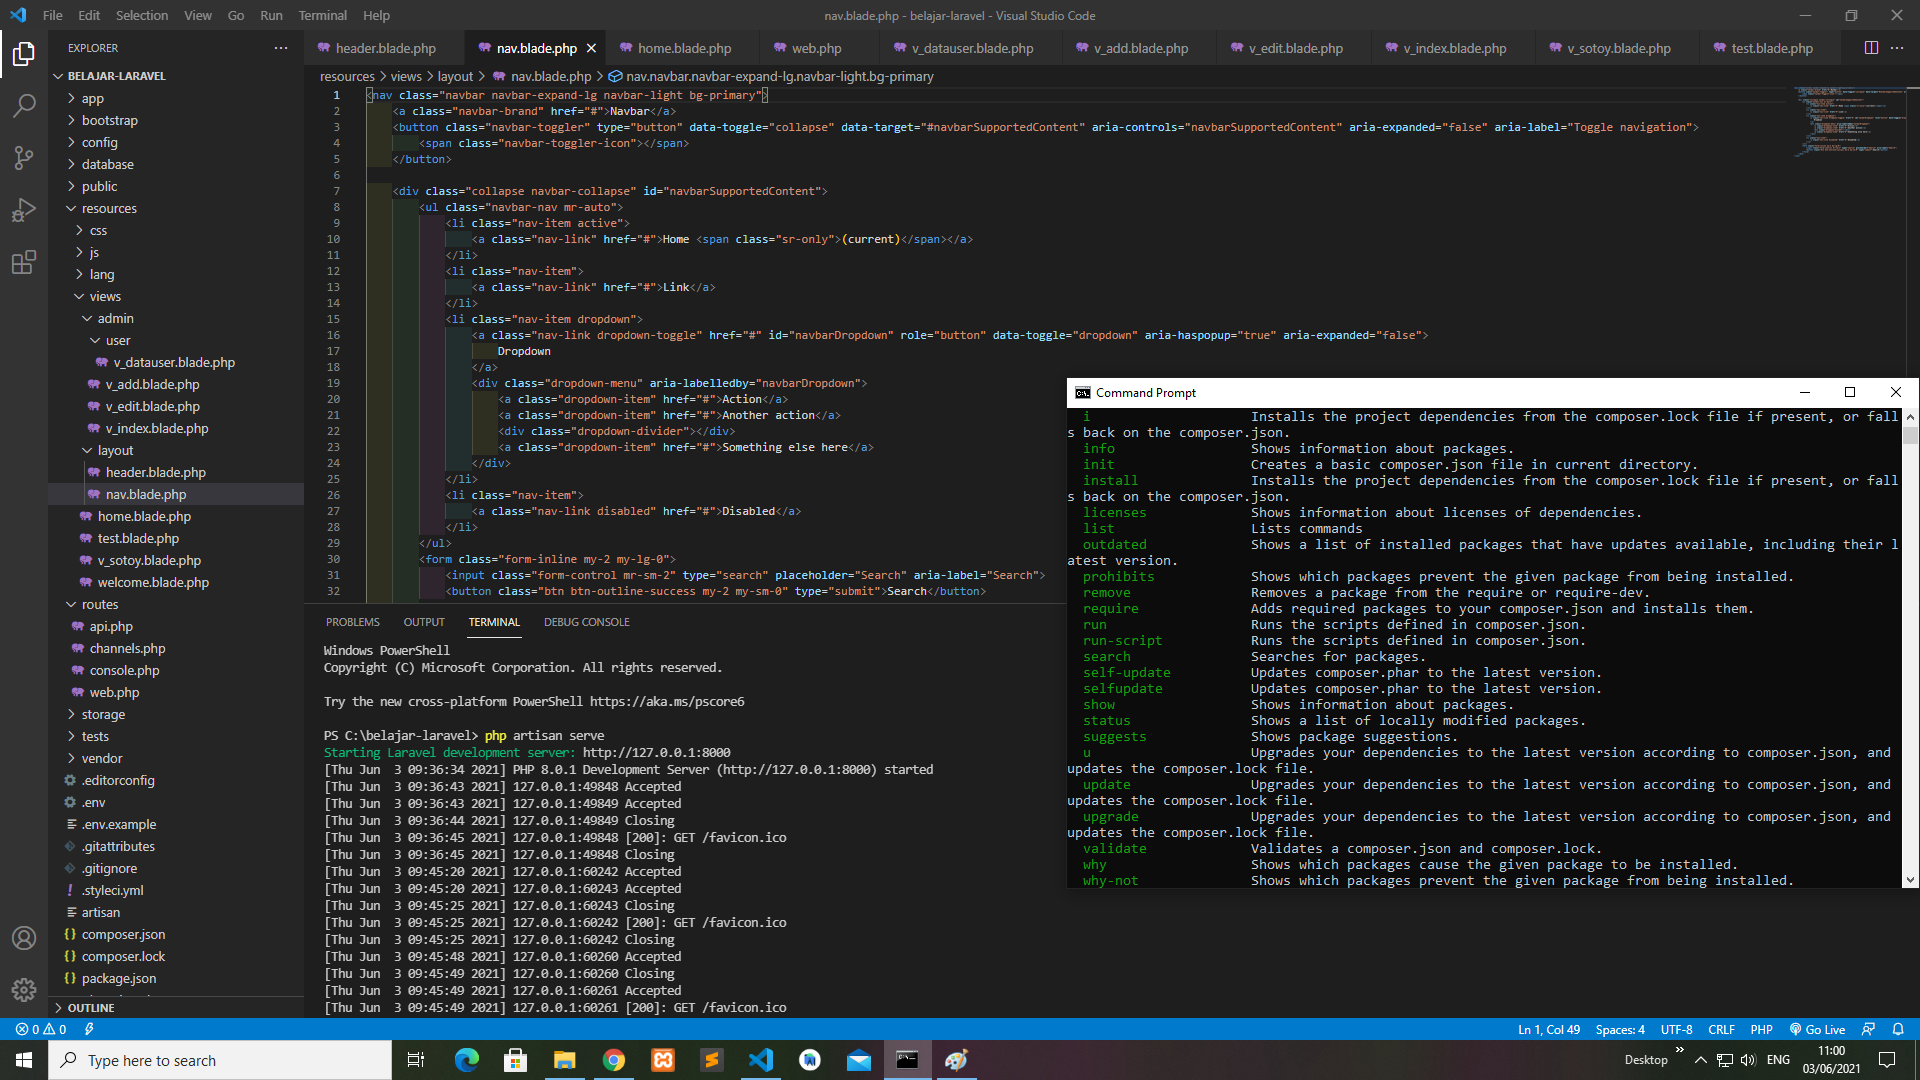 File Edit Selection View Go Run Terminal Help
nav.blade.php - belajar-laravel - Visual Studio Code
EXPLORER
BELAJAR-LARAVEL
app
bootstrap
config
database
public
resources
css
js
lang
views
admin
user
v_datauser.blade.php
v_add.blade.php
v_edit.blade.php
v_index.blade.php
layout
header.blade.php
nav.blade.php
home.blade.php
test.blade.php
v_sotoy.blade.php
welcome.blade.php
routes
api.php
channels.php
console.php
web.php
storage
tests
vendor
.editorconfig
.env
.env.example
.gitattributes
.gitignore
.styleci.yml
artisan
composer.json
composer.lock
package.json
OUTLINE
header.blade.php nav.blade.php home.blade.php web.php v_datauser.blade.php v_add.blade.php v_edit.blade.php v_index.blade.php v_sotoy.blade.php test.blade.php
resources > views > layout > nav.blade.php > nav.navbar.navbar-expand-lg.navbar-light.bg-primary
1 <nav class="navbar navbar-expand-lg navbar-light bg-primary">
2 <a class="navbar-brand" href="#">Navbar</a>
3 <button class="navbar-toggler" type="button" data-toggle="collapse" data-target="#navbarSupportedContent" aria-controls="navbarSupportedContent" aria-expanded="false" aria-label="Toggle navigation">
4 <span class="navbar-toggler-icon"></span>
5 </button>
6
7 <div class="collapse navbar-collapse" id="navbarSupportedContent">
8 <ul class="navbar-nav mr-auto">
9 <li class="nav-item active">
10 <a class="nav-link" href="#">Home <span class="sr-only">(current)</span></a>
11 </li>
12 <li class="nav-item">
13 <a class="nav-link" href="#">Link</a>
14 </li>
15 <li class="nav-item dropdown">
16 <a class="nav-link dropdown-toggle" href="#" id="navbarDropdown" role="button" data-toggle="dropdown" aria-haspopup="true" aria-expanded="false">
17 Dropdown
18 </a>
19 <div class="dropdown-menu" aria-labelledby="navbarDropdown">
20 <a class="dropdown-item" href="#">Action</a>
21 <a class="dropdown-item" href="#">Another action</a>
22 <div class="dropdown-divider"></div>
23 <a class="dropdown-item" href="#">Something else here</a>
24 </div>
25 </li>
26 <li class="nav-item">
27 <a class="nav-link disabled" href="#">Disabled</a>
28 </li>
29 </ul>
30 <form class="form-inline my-2 my-lg-0">
31 <input class="form-control mr-sm-2" type="search" placeholder="Search" aria-label="Search">
32 <button class="btn btn-outline-success my-2 my-sm-0" type="submit">Search</button>
PROBLEMS OUTPUT TERMINAL DEBUG CONSOLE
Windows PowerShell
Copyright (C) Microsoft Corporation. All rights reserved.
Try the new cross-platform PowerShell https://aka.ms/pscore6
PS C:\belajar-laravel> php artisan serve
Starting Laravel development server: http://127.0.0.1:8000
[Thu Jun  3 09:36:34 2021] PHP 8.0.1 Development Server (http://127.0.0.1:8000) started
[Thu Jun  3 09:36:43 2021] 127.0.0.1:49848 Accepted
[Thu Jun  3 09:36:43 2021] 127.0.0.1:49849 Accepted
[Thu Jun  3 09:36:44 2021] 127.0.0.1:49849 Closing
[Thu Jun  3 09:36:45 2021] 127.0.0.1:49848 [200]: GET /favicon.ico
[Thu Jun  3 09:36:45 2021] 127.0.0.1:49848 Closing
[Thu Jun  3 09:45:20 2021] 127.0.0.1:60242 Accepted
[Thu Jun  3 09:45:20 2021] 127.0.0.1:60243 Accepted
[Thu Jun  3 09:45:25 2021] 127.0.0.1:60243 Closing
[Thu Jun  3 09:45:25 2021] 127.0.0.1:60242 [200]: GET /favicon.ico
[Thu Jun  3 09:45:25 2021] 127.0.0.1:60242 Closing
[Thu Jun  3 09:45:48 2021] 127.0.0.1:60260 Accepted
[Thu Jun  3 09:45:49 2021] 127.0.0.1:60260 Closing
[Thu Jun  3 09:45:49 2021] 127.0.0.1:60261 Accepted
[Thu Jun  3 09:45:49 2021] 127.0.0.1:60261 [200]: GET /favicon.ico
Command Prompt
i Installs the project dependencies from the composer.lock file if present, or fall
s back on the composer.json.
info Shows information about packages.
init Creates a basic composer.json file in current directory.
install Installs the project dependencies from the composer.lock file if present, or fall
s back on the composer.json.
licenses Shows information about licenses of dependencies.
list Lists commands
outdated Shows a list of installed packages that have updates available, including their l
atest version.
prohibits Shows which packages prevent the given package from being installed.
remove Removes a package from the require or require-dev.
require Adds required packages to your composer.json and installs them.
run Runs the scripts defined in composer.json.
run-script Runs the scripts defined in composer.json.
search Searches for packages.
self-update Updates composer.phar to the latest version.
selfupdate Updates composer.phar to the latest version.
show Shows information about packages.
status Shows a list of locally modified packages.
suggests Shows package suggestions.
u Upgrades your dependencies to the latest version according to composer.json, and
updates the composer.lock file.
update Upgrades your dependencies to the latest version according to composer.json, and
updates the composer.lock file.
upgrade Upgrades your dependencies to the latest version according to composer.json, and
updates the composer.lock file.
validate Validates a composer.json and composer.lock.
why Shows which packages cause the given package to be installed.
why-not Shows which packages prevent the given package from being installed.
0 0 Ln 1, Col 49 Spaces: 4 UTF-8 CRLF PHP Go Live
Type here to search
Desktop ENG
11:00
03/06/2021